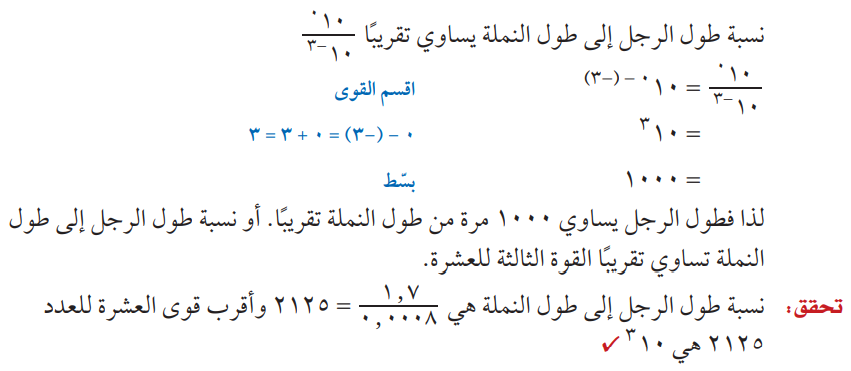 نسبة طول الرجل إلى طول النملة يساوي تقريبًا ١٠^٠ / ١٠^-٣
١٠^٠ / ١٠^-٣ = ١٠^٠ - (-٣) اقسم القوى
= ١٠^٣ ٠ - (-٣) = ٠ + ٣ = ٣
= ١٠٠٠ بسّط
لذا فطول الرجل يساوي ١٠٠٠ مرة من طول النملة تقريبًا. أو نسبة طول الرجل إلى طول
النملة تساوي تقريبًا القوة الثالثة للعشرة.
تحقق: نسبة طول الرجل إلى طول النملة هي ١,٧ / ٠,٠٠٠٨ = ٢١٢٥ وأقرب قوى العشرة للعدد
٢١٢٥ هي ١٠^٣ ✓